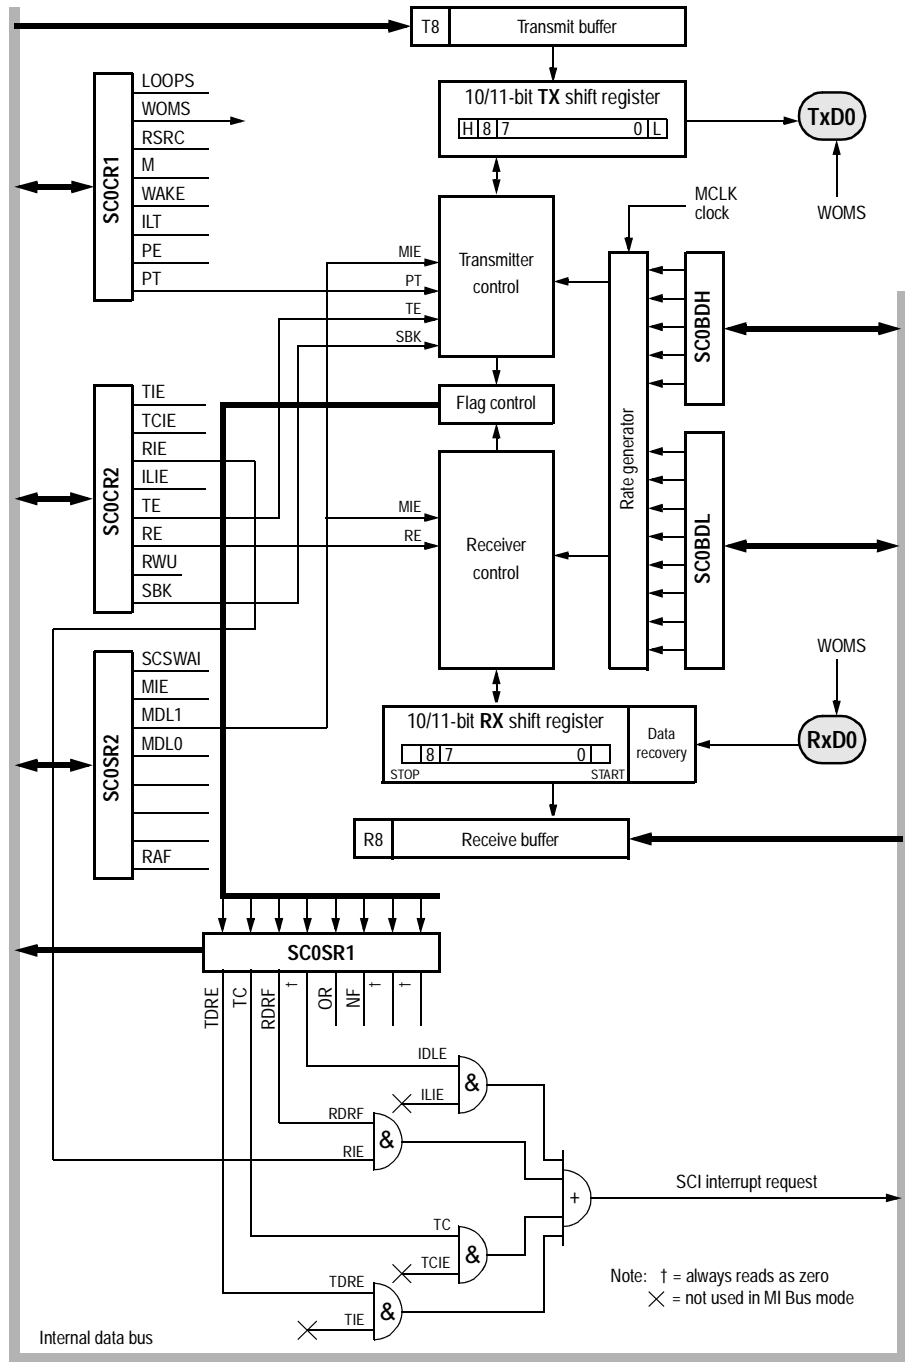 T8 Transmit buffer
10/11-bit TX shift register
H 8 7 0 L
TxD0
WOMS
MCLK
clock
SC0CR1
LOOPS
WOMS
RSRC
M
WAKE
ILT
PE
PT
MIE
PT
TE
SBK
Transmitter
control
Flag control
Rate generator
SC0BDH
SC0BDL
SC0CR2
TIE
TCIE
RIE
ILIE
TE
RE
RWU
SBK
MIE
RE
Receiver
control
SC0SR2
SCSWAI
MIE
MDL1
MDL0
RAF
WOMS
RxD0
10/11-bit RX shift register
8 7 0
STOP START
Data
recovery
R8 Receive buffer
SC0SR1
TDRE
TC
RDRF
†
OR
NF
†
†
IDLE
ILIE
&
RDRF
RIE
&
TC
TCIE
&
TDRE
TIE
&
+
SCI interrupt request
Note: † = always reads as zero
= not used in MI Bus mode
Internal data bus